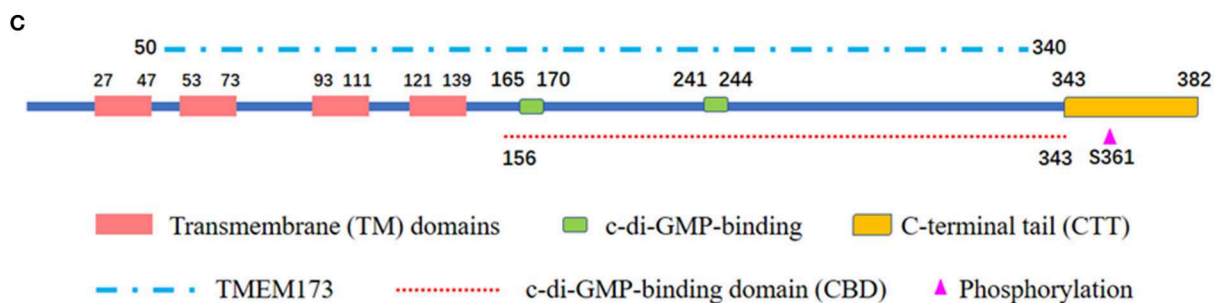 C
50 340
27 47 53 73 93 111 121 139 165 170 241 244 343 382
156 343 S361
Transmembrane (TM) domains c-di-GMP-binding C-terminal tail (CTT)
TMEM173 c-di-GMP-binding domain (CBD) Phosphorylation